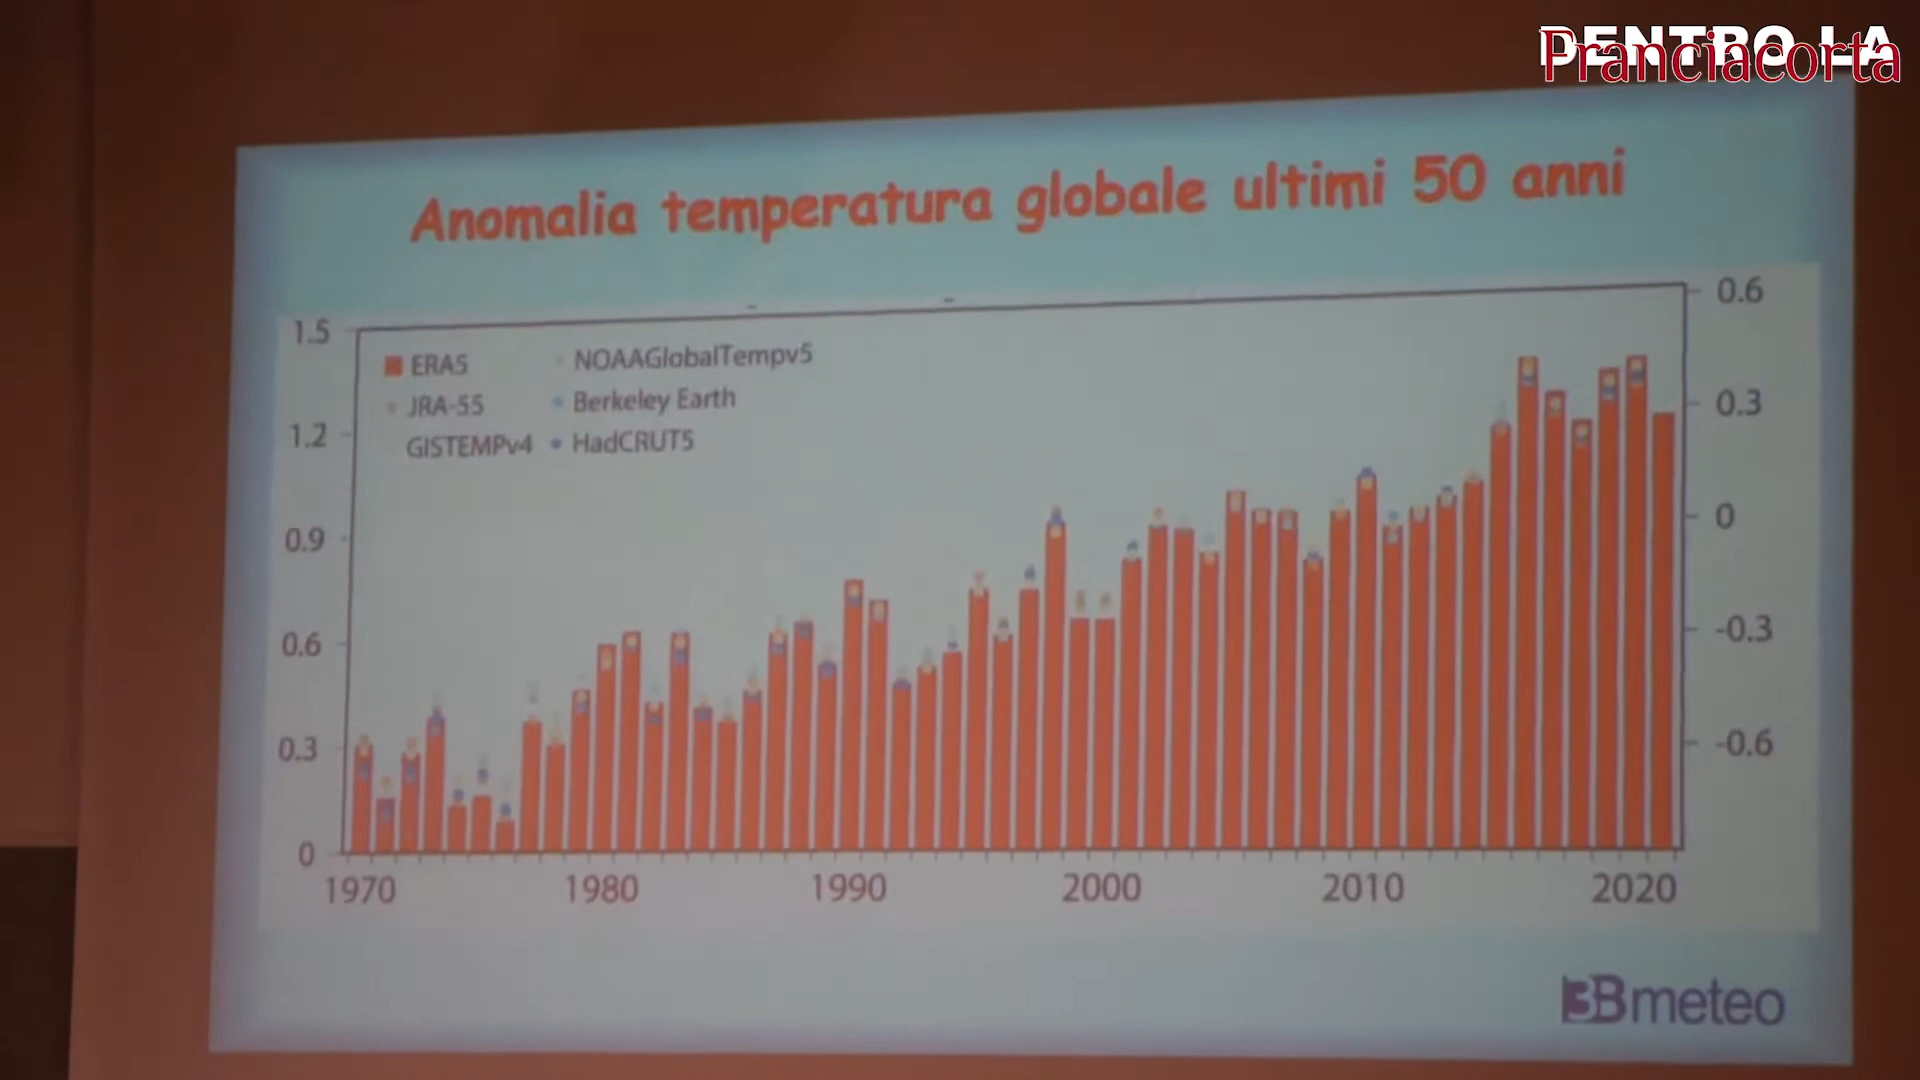 DENTRO LA
Franciacorta
Anomalia temperatura globale ultimi 50 anni
1.5
1.2
0.9
0.6
0.3
0
ERA5
JRA-55
GISTEMPv4
NOAAGlobalTempv5
Berkeley Earth
HadCRUT5
0.6
0.3
0
-0.3
-0.6
1970 1980 1990 2000 2010 2020
3Bmeteo